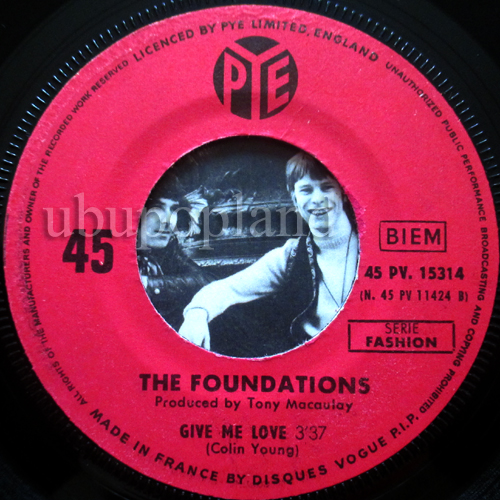 LICENCED BY PYE LIMITED, ENGLAND
UNAUTHORIZED PUBLIC PERFORMANCE BROADCASTING AND COPYING PROHIBITED
ALL RIGHTS OF THE MANUFACTURERS AND OWNER OF THE RECORDED WORK RESERVED
PYE
ubupopland
45
BIEM
45 PV. 15314
(N. 45 PV 11424 B)
SERIE
FASHION
THE FOUNDATIONS
Produced by Tony Macaulay
GIVE ME LOVE 3'37
(Colin Young)
MADE IN FRANCE BY DISQUES VOGUE P.I.P.